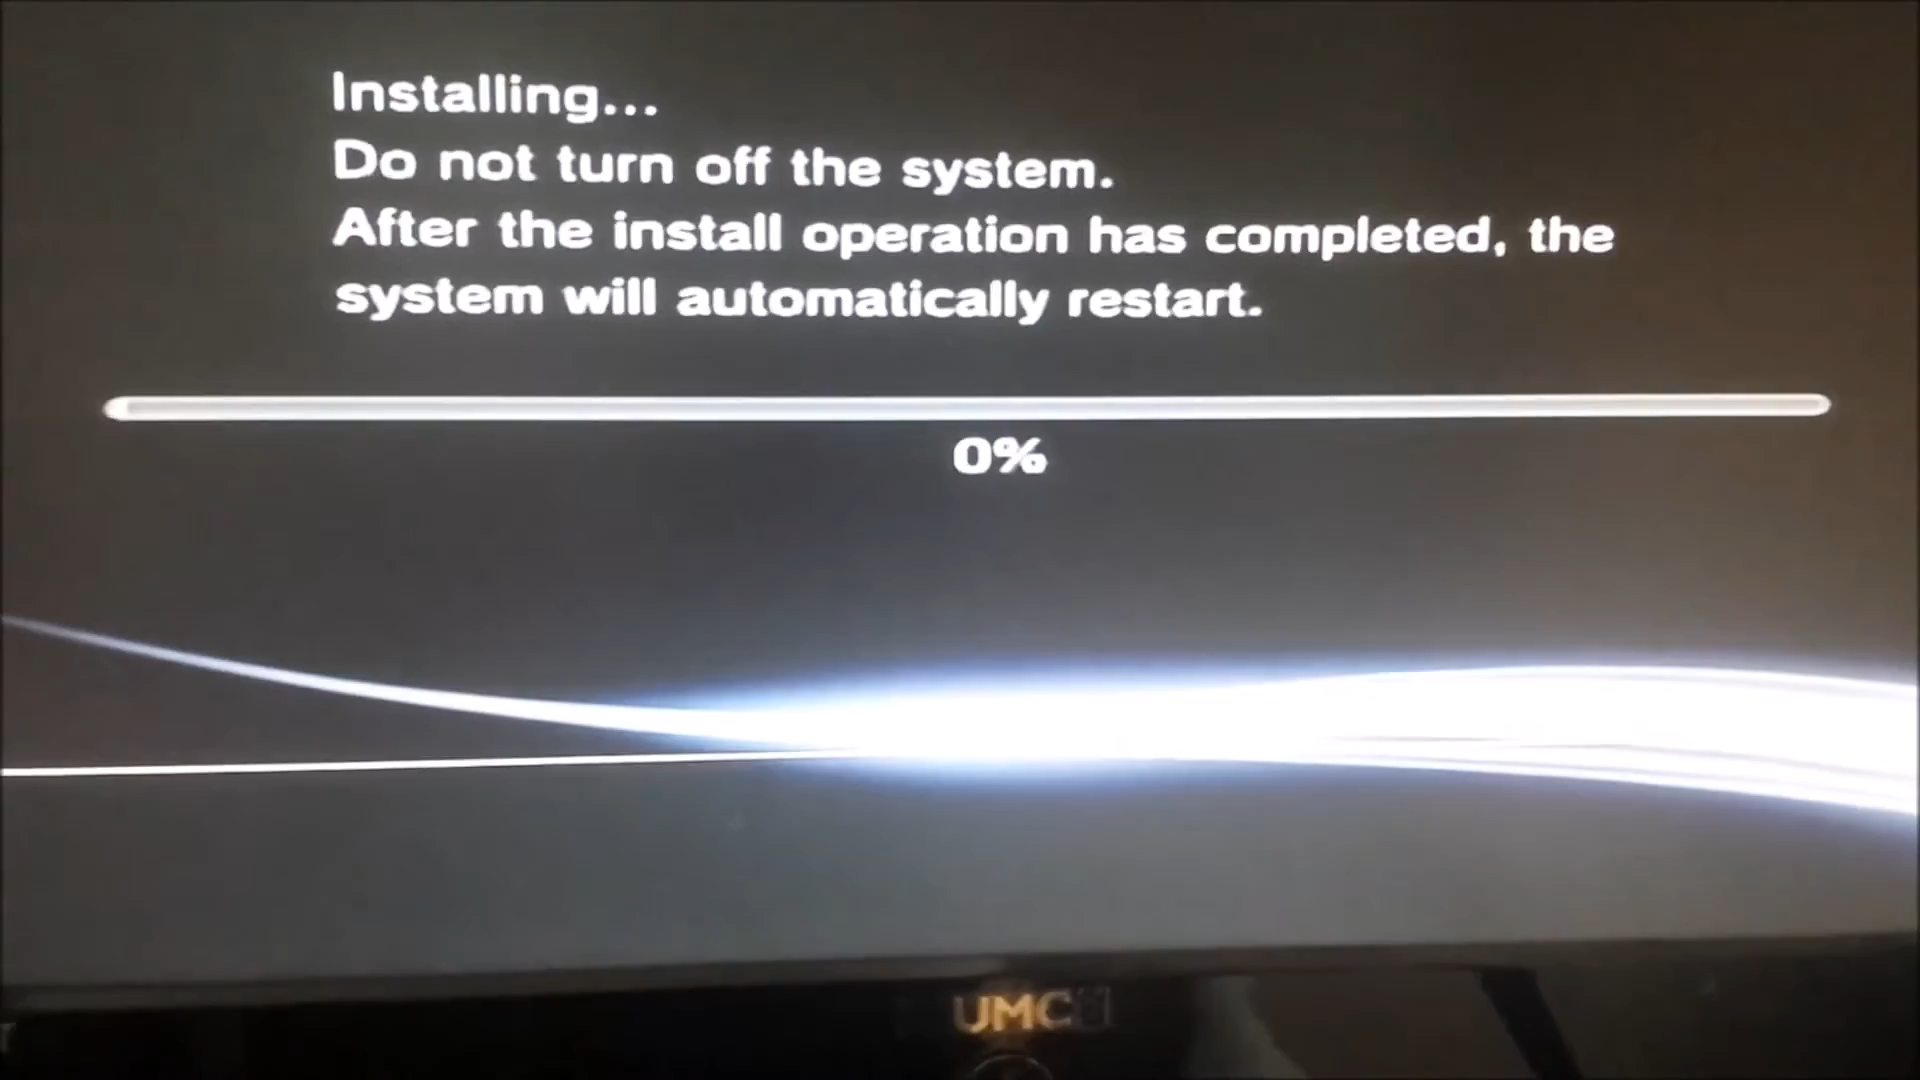 Installing...
Do not turn off the system.
After the install operation has completed, the
system will automatically restart.
0%
UMC